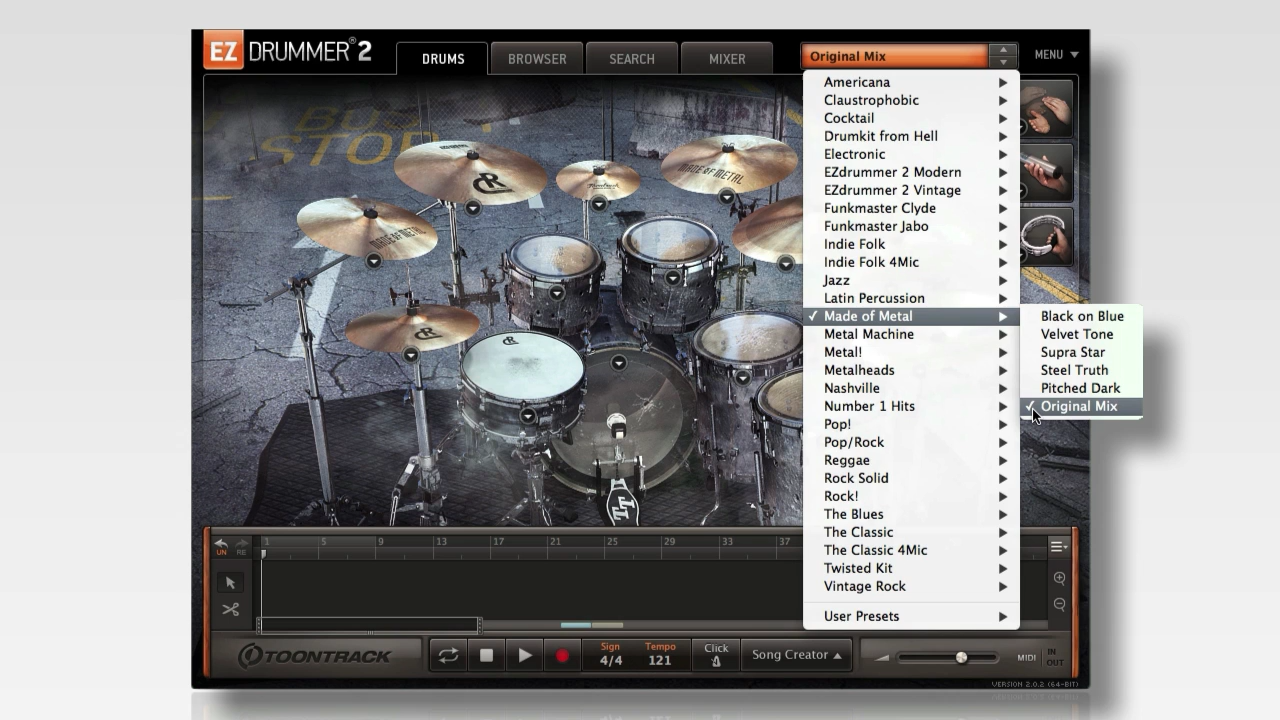 EZ DRUMMER® 2
DRUMS
BROWSER
SEARCH
MIXER
Original Mix
MENU
Americana
Claustrophobic
Cocktail
Drumkit from Hell
Electronic
EZdrummer 2 Modern
EZdrummer 2 Vintage
Funkmaster Clyde
Funkmaster Jabo
Indie Folk
Indie Folk 4Mic
Jazz
Latin Percussion
✓ Made of Metal
Metal Machine
Metal!
Metalheads
Nashville
Number 1 Hits
Pop!
Pop/Rock
Reggae
Rock Solid
Rock!
The Blues
The Classic
The Classic 4Mic
Twisted Kit
Vintage Rock
User Presets
Black on Blue
Velvet Tone
Supra Star
Steel Truth
Pitched Dark
✓ Original Mix
STOP
MADE OF METAL
MADE OF METAL
UN RE
1 5 9 13 17 21 25 29 33 37
TOONTRACK
Sign
4/4
Tempo
121
Click
Song Creator
MIDI
IN
OUT
VERSION 2.0.2 (64-BIT)